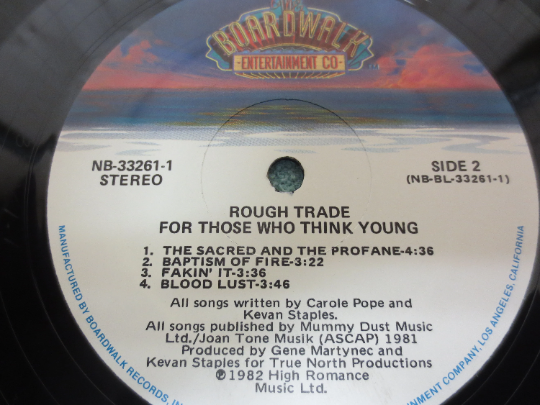 THE
BOARDWALK
ENTERTAINMENT CO
NB-33261-1
STEREO
SIDE 2
(NB-BL-33261-1)
ROUGH TRADE
FOR THOSE WHO THINK YOUNG
1. THE SACRED AND THE PROFANE-4:36
2. BAPTISM OF FIRE-3:22
3. FAKIN' IT-3:36
4. BLOOD LUST-3:46
All songs written by Carole Pope and
Kevan Staples.
All songs published by Mummy Dust Music
Ltd./Joan Tone Musik (ASCAP) 1981
Produced by Gene Martynec and
Kevan Staples for True North Productions
℗1982 High Romance
Music Ltd.
MANUFACTURED BY BOARDWALK RECORDS, IN
COMPANY, LOS ANGELES, CALIFORNIA